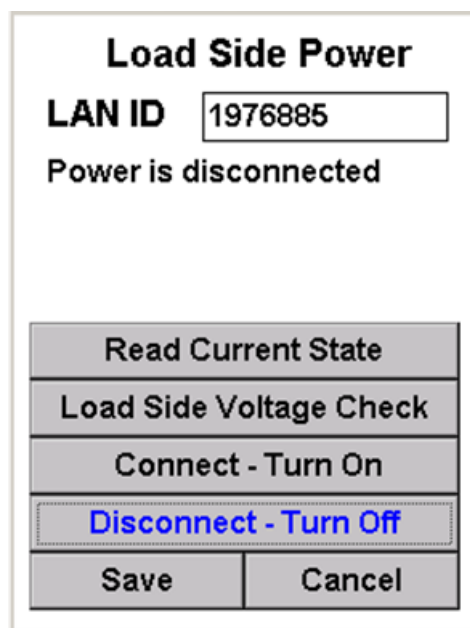 Load Side Power
LAN ID 1976885
Power is disconnected
Read Current State
Load Side Voltage Check
Connect - Turn On
Disconnect - Turn Off
Save Cancel